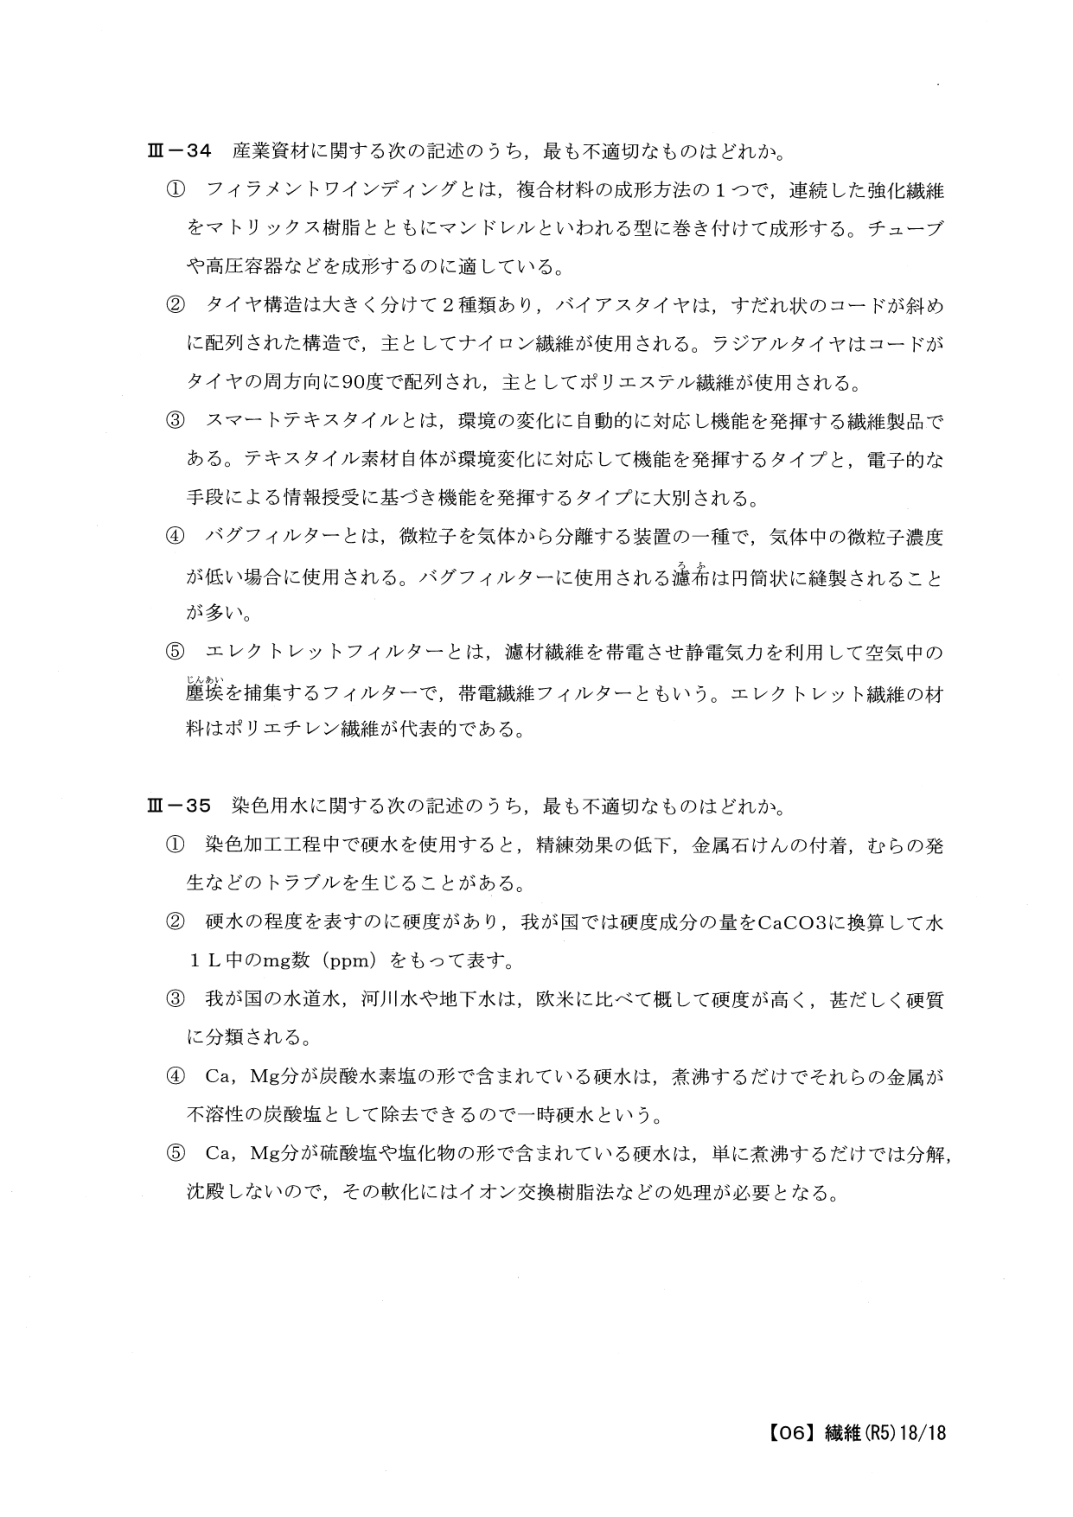 Ⅲ－34　産業資材に関する次の記述のうち，最も不適切なものはどれか。
①　フィラメントワインディングとは，複合材料の成形方法の１つで，連続した強化繊維
をマトリックス樹脂とともにマンドレルといわれる型に巻き付けて成形する。チューブ
や高圧容器などを成形するのに適している。
②　タイヤ構造は大きく分けて２種類あり，バイアスタイヤは，すだれ状のコードが斜め
に配列された構造で，主としてナイロン繊維が使用される。ラジアルタイヤはコードが
タイヤの周方向に90度で配列され，主としてポリエステル繊維が使用される。
③　スマートテキスタイルとは，環境の変化に自動的に対応し機能を発揮する繊維製品で
ある。テキスタイル素材自体が環境変化に対応して機能を発揮するタイプと，電子的な
手段による情報授受に基づき機能を発揮するタイプに大別される。
④　バグフィルターとは，微粒子を気体から分離する装置の一種で，気体中の微粒子濃度
が低い場合に使用される。バグフィルターに使用される濾布は円筒状に縫製されること
が多い。
⑤　エレクトレットフィルターとは，濾材繊維を帯電させ静電気力を利用して空気中の
塵埃を捕集するフィルターで，帯電繊維フィルターともいう。エレクトレット繊維の材
料はポリエチレン繊維が代表的である。
Ⅲ－35　染色用水に関する次の記述のうち，最も不適切なものはどれか。
①　染色加工工程中で硬水を使用すると，精練効果の低下，金属石けんの付着，むらの発
生などのトラブルを生じることがある。
②　硬水の程度を表すのに硬度があり，我が国では硬度成分の量をCaCO3に換算して水
１Ｌ中のmg数（ppm）をもって表す。
③　我が国の水道水，河川水や地下水は，欧米に比べて概して硬度が高く，甚だしく硬質
に分類される。
④　Ca，Mg分が炭酸水素塩の形で含まれている硬水は，煮沸するだけでそれらの金属が
不溶性の炭酸塩として除去できるので一時硬水という。
⑤　Ca，Mg分が硫酸塩や塩化物の形で含まれている硬水は，単に煮沸するだけでは分解，
沈殿しないので，その軟化にはイオン交換樹脂法などの処理が必要となる。
【06】繊維(R5)18/18